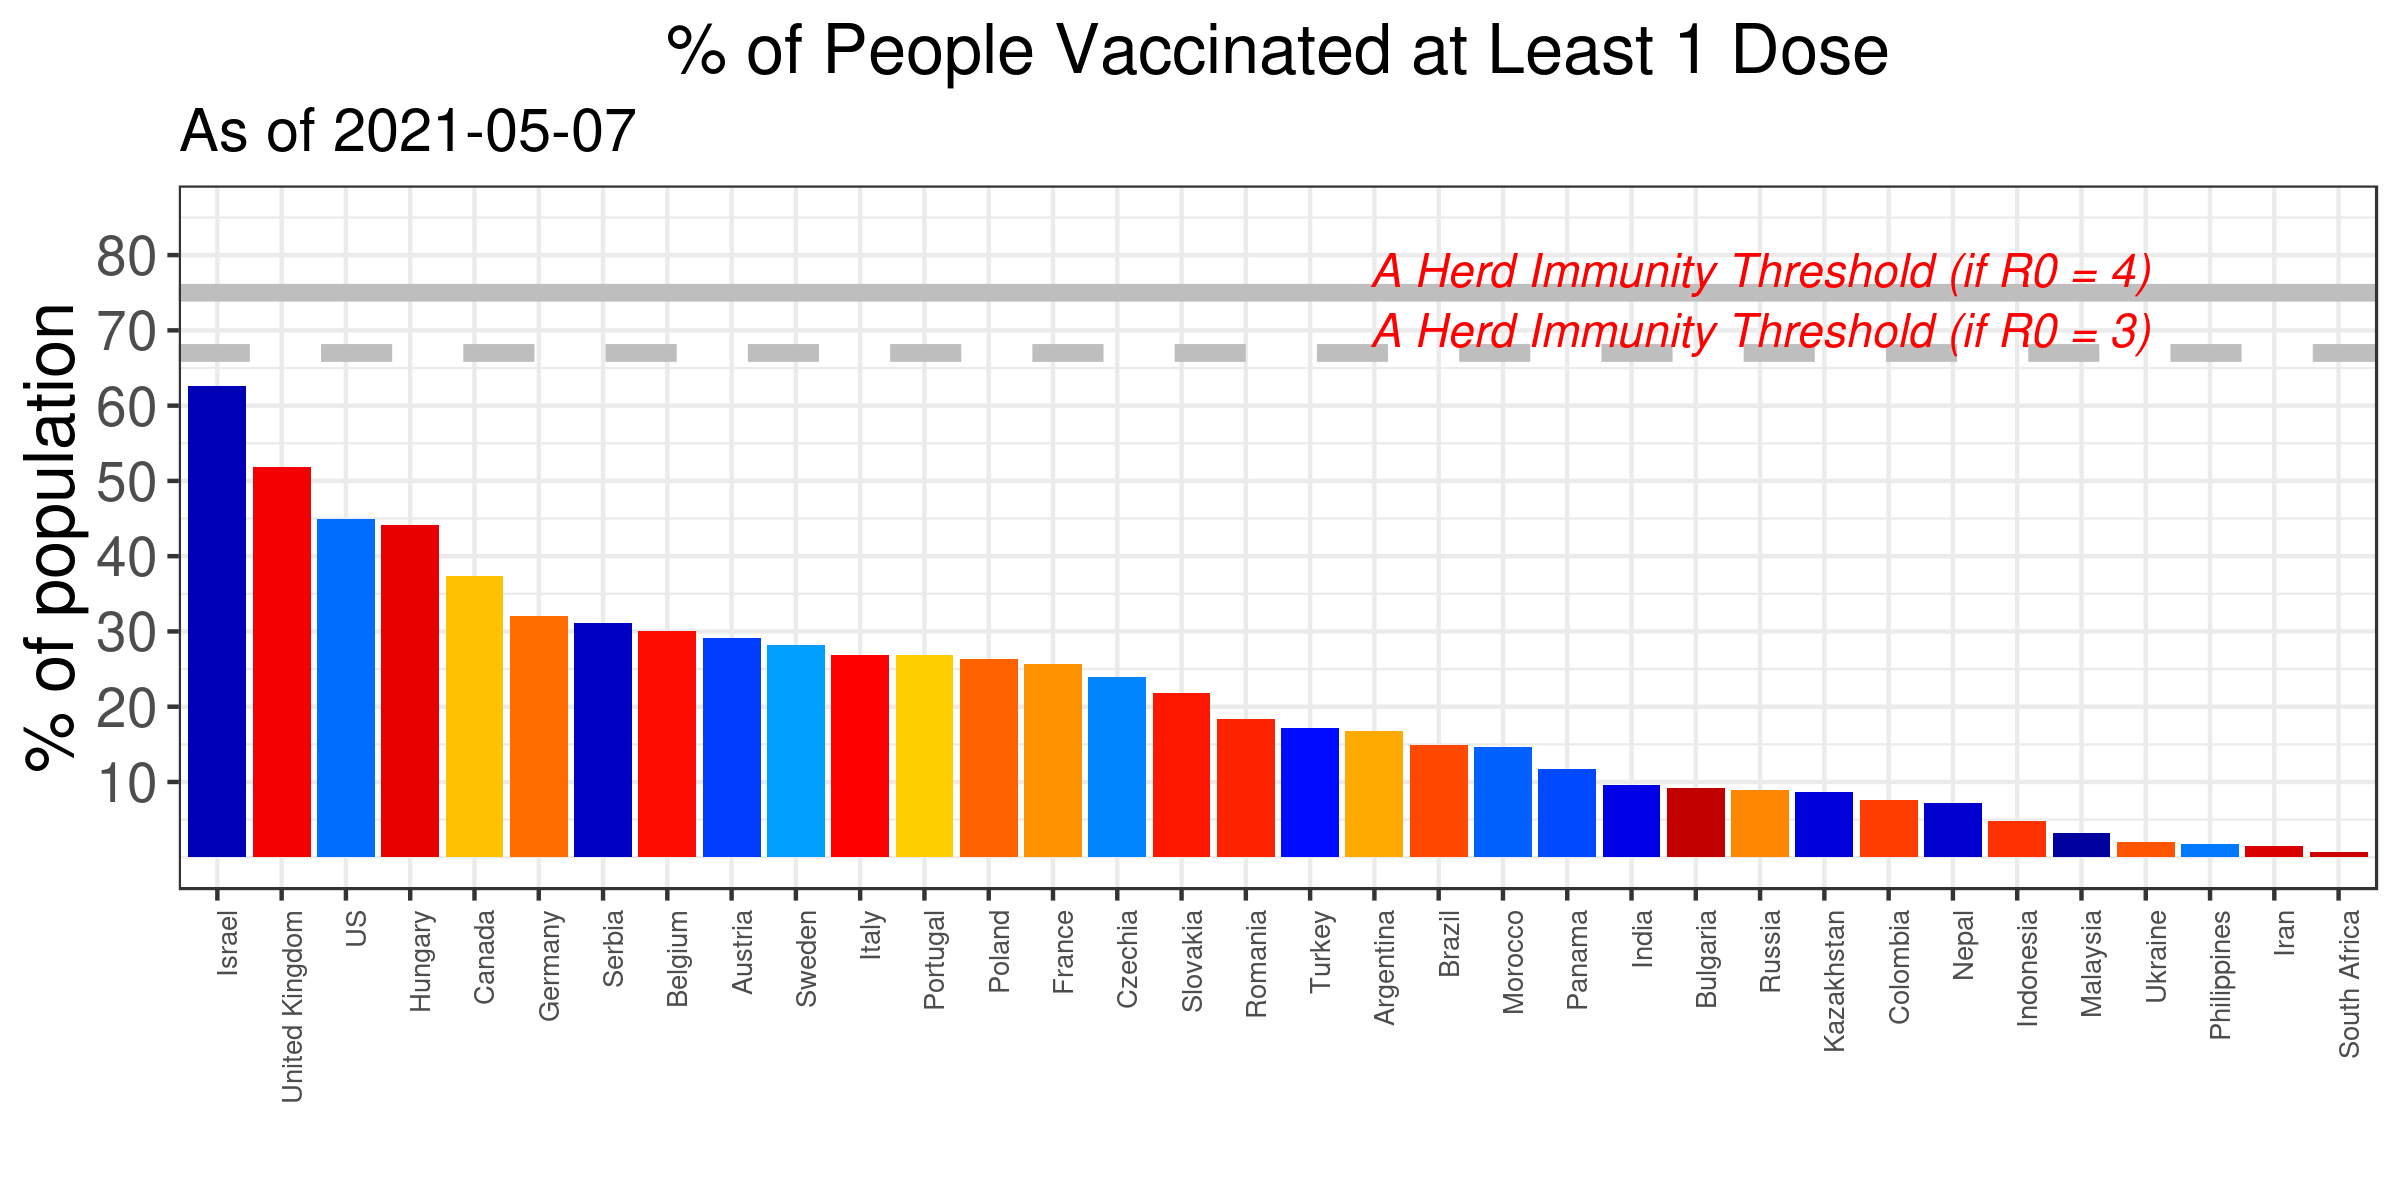 % of People Vaccinated at Least 1 Dose
As of 2021-05-07
% of population
80
70
60
50
40
30
20
10
A Herd Immunity Threshold (if R0 = 4)
A Herd Immunity Threshold (if R0 = 3)
Israel
United Kingdom
US
Hungary
Canada
Germany
Serbia
Belgium
Austria
Sweden
Italy
Portugal
Poland
France
Czechia
Slovakia
Romania
Turkey
Argentina
Brazil
Morocco
Panama
India
Bulgaria
Russia
Kazakhstan
Colombia
Nepal
Indonesia
Malaysia
Ukraine
Philippines
Iran
South Africa